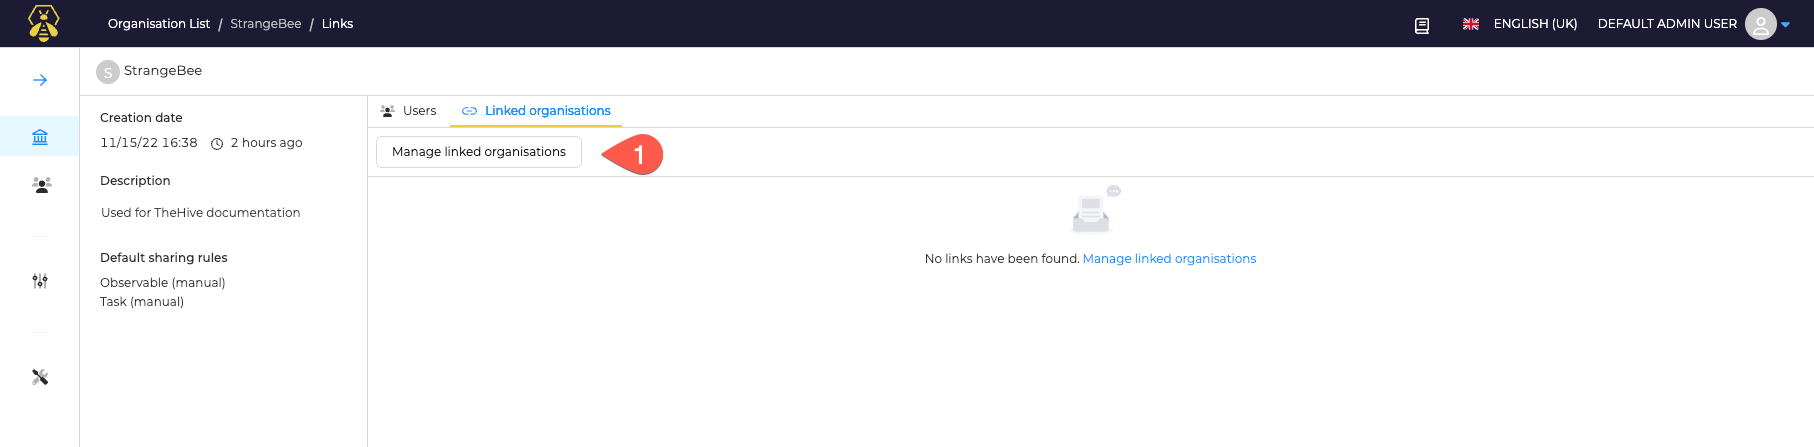 Organisation List / StrangeBee / Links
ENGLISH (UK) DEFAULT ADMIN USER
S StrangeBee
Creation date
11/15/22 16:38 2 hours ago
Description
Used for TheHive documentation
Default sharing rules
Observable (manual)
Task (manual)
Users Linked organisations
Manage linked organisations 1
No links have been found. Manage linked organisations